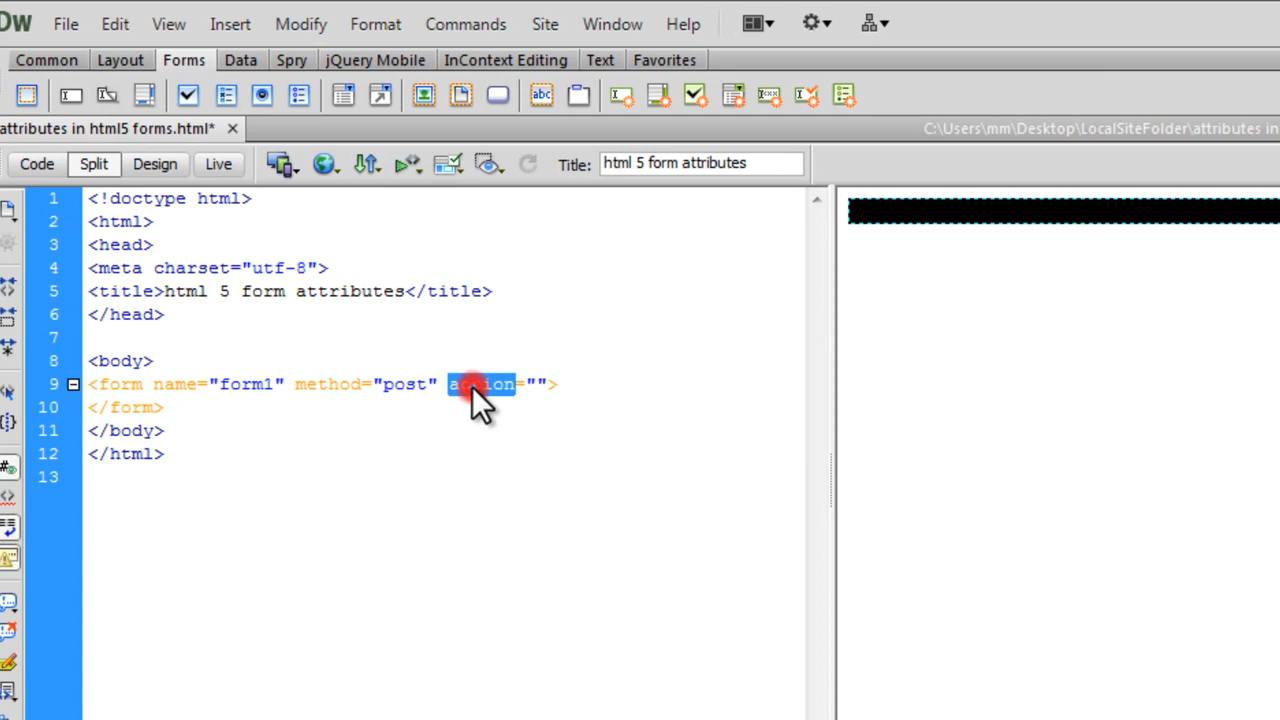 DW File Edit View Insert Modify Format Commands Site Window Help
Common Layout Forms Data Spry jQuery Mobile InContext Editing Text Favorites
attributes in html5 forms.html* C:\Users\mm\Desktop\LocalSiteFolder\attributes in
Code Split Design Live Title: html 5 form attributes
1 <!doctype html>
2 <html>
3 <head>
4 <meta charset="utf-8">
5 <title>html 5 form attributes</title>
6 </head>
7
8 <body>
9 <form name="form1" method="post" action="">
10 </form>
11 </body>
12 </html>
13